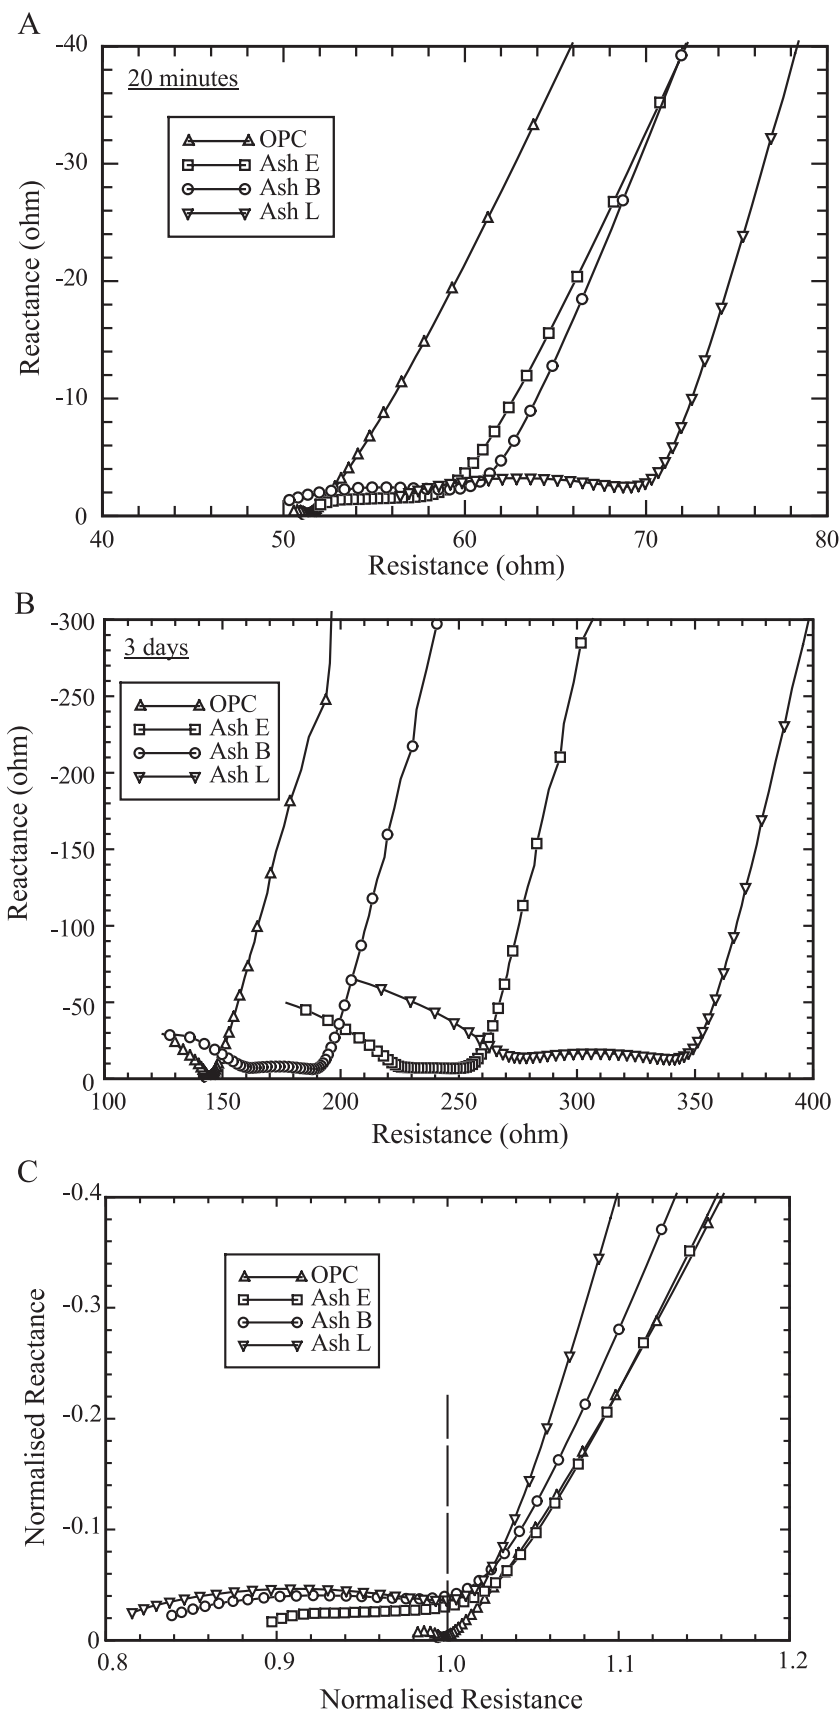 A
20 minutes
OPC
Ash E
Ash B
Ash L
-40
-30
-20
-10
0
40 50 60 70 80
Reactance (ohm)
Resistance (ohm)
B
3 days
OPC
Ash E
Ash B
Ash L
-300
-250
-200
-150
-100
-50
0
100 150 200 250 300 350 400
Reactance (ohm)
Resistance (ohm)
C
OPC
Ash E
Ash B
Ash L
-0.4
-0.3
-0.2
-0.1
0
0.8 0.9 1.0 1.1 1.2
Normalised Reactance
Normalised Resistance